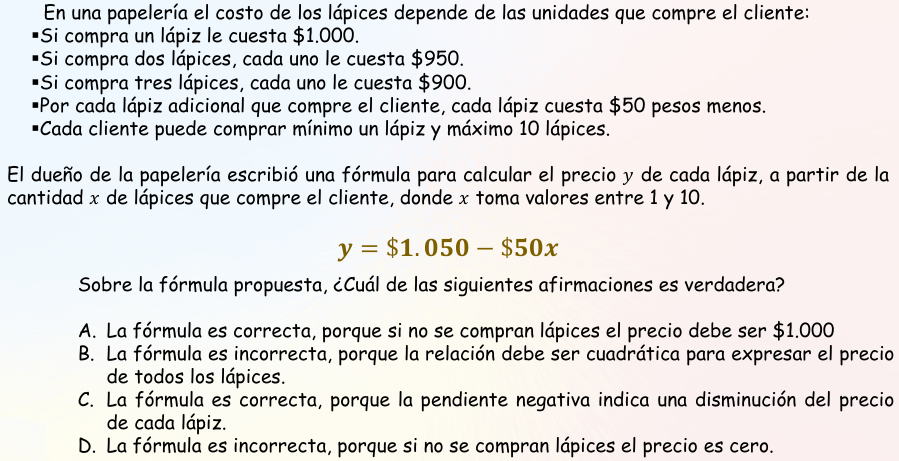 En una papelería el costo de los lápices depende de las unidades que compre el cliente:
▪Si compra un lápiz le cuesta $1.000.
▪Si compra dos lápices, cada uno le cuesta $950.
▪Si compra tres lápices, cada uno le cuesta $900.
▪Por cada lápiz adicional que compre el cliente, cada lápiz cuesta $50 pesos menos.
▪Cada cliente puede comprar mínimo un lápiz y máximo 10 lápices.
El dueño de la papelería escribió una fórmula para calcular el precio y de cada lápiz, a partir de la
cantidad x de lápices que compre el cliente, donde x toma valores entre 1 y 10.
y = $1.050 − $50x
Sobre la fórmula propuesta, ¿Cuál de las siguientes afirmaciones es verdadera?
A. La fórmula es correcta, porque si no se compran lápices el precio debe ser $1.000
B. La fórmula es incorrecta, porque la relación debe ser cuadrática para expresar el precio
de todos los lápices.
C. La fórmula es correcta, porque la pendiente negativa indica una disminución del precio
de cada lápiz.
D. La fórmula es incorrecta, porque si no se compran lápices el precio es cero.